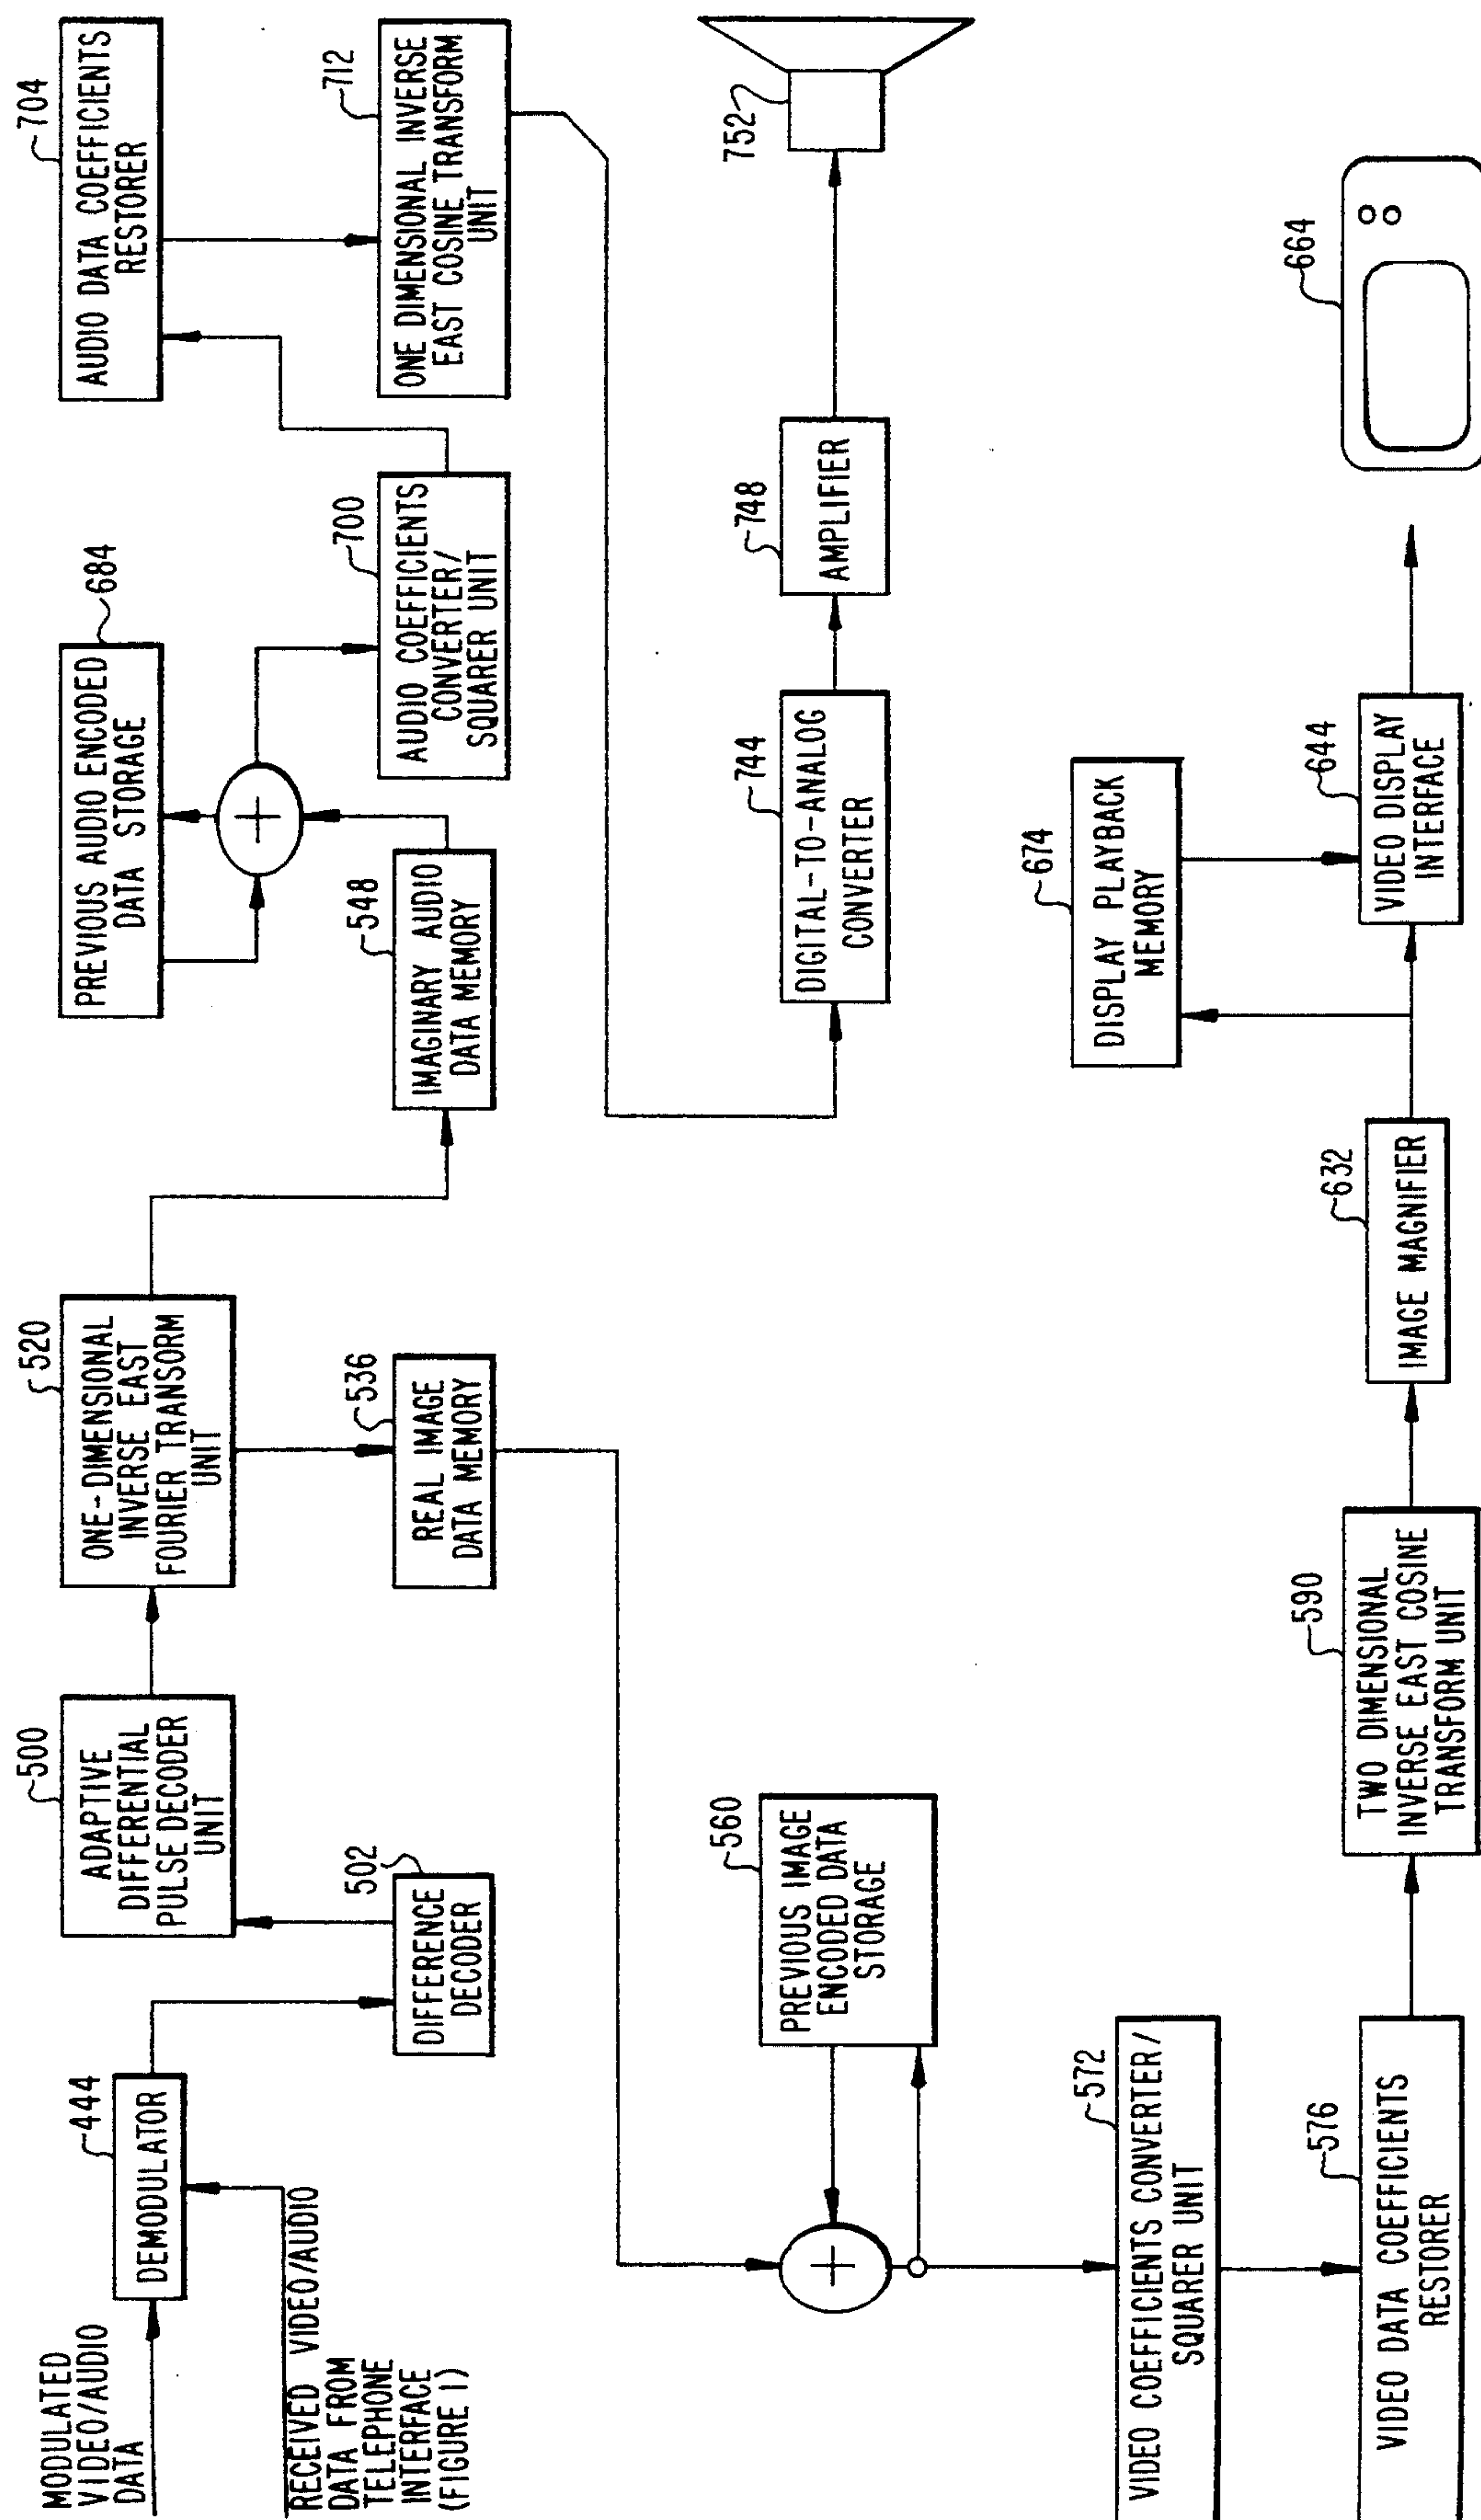 MODULATED
VIDEO/AUDIO
DATA
RECEIVED VIDEO/AUDIO
DATA FROM
TELEPHONE
INTERFACE
(FIGURE 1)
444
DEMODULATOR
502
DIFFERENCE
DECODER
500
ADAPTIVE
DIFFERENTIAL
PULSE DECODER
UNIT
520
ONE-DIMENSIONAL
INVERSE EAST
FOURIER TRANSORM
UNIT
536
REAL IMAGE
DATA MEMORY
548
IMAGINARY AUDIO
DATA MEMORY
684
PREVIOUS AUDIO ENCODED
DATA STORAGE
+
700
AUDIO COEFFICIENTS
CONVERTER/
SQUARER UNIT
704
AUDIO DATA COEFFICIENTS
RESTORER
712
ONE DIMENSIONAL INVERSE
EAST COSINE TRANSFORM
UNIT
744
DIGITAL-TO-ANALOG
CONVERTER
748
AMPLIFIER
752
560
PREVIOUS IMAGE
ENCODED DATA
STORAGE
+
572
VIDEO COEFFICIENTS CONVERTER/
SQUARER UNIT
576
VIDEO DATA COEFFICIENTS
RESTORER
590
TWO DIMENSIONAL
INVERSE EAST COSINE
TRANSFORM UNIT
632
IMAGE MAGNIFIER
674
DISPLAY PLAYBACK
MEMORY
644
VIDEO DISPLAY
INTERFACE
664